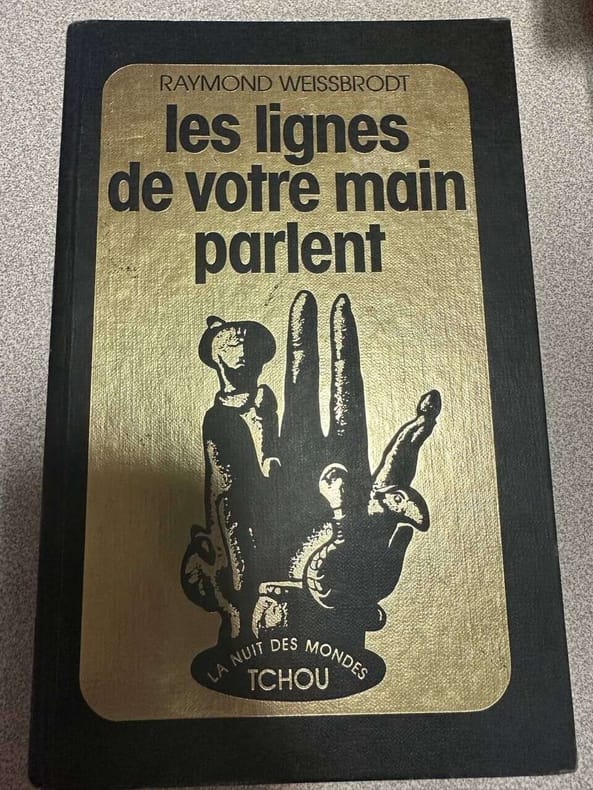 RAYMOND WEISSBRODT
les lignes
de votre main
parlent
LA NUIT DES MONDES
TCHOU